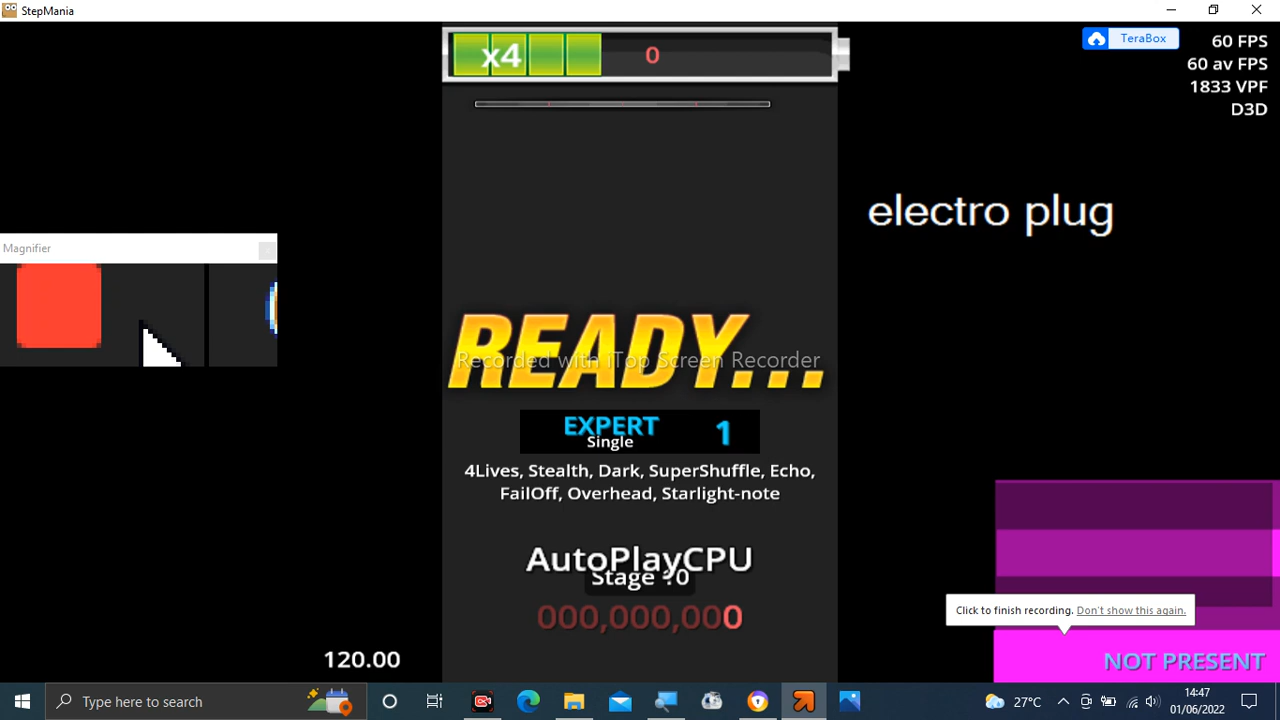 StepMania
x4
0
TeraBox
60 FPS
60 av FPS
1833 VPF
D3D
electro plug
Magnifier
READY...
Recorded with iTop Screen Recorder
EXPERT 1
Single
4Lives, Stealth, Dark, SuperShuffle, Echo,
FailOff, Overhead, Starlight-note
AutoPlayCPU
Stage 10
000,000,000
Click to finish recording. Don't show this again.
120.00
NOT PRESENT
Type here to search
27°C
14:47
01/06/2022